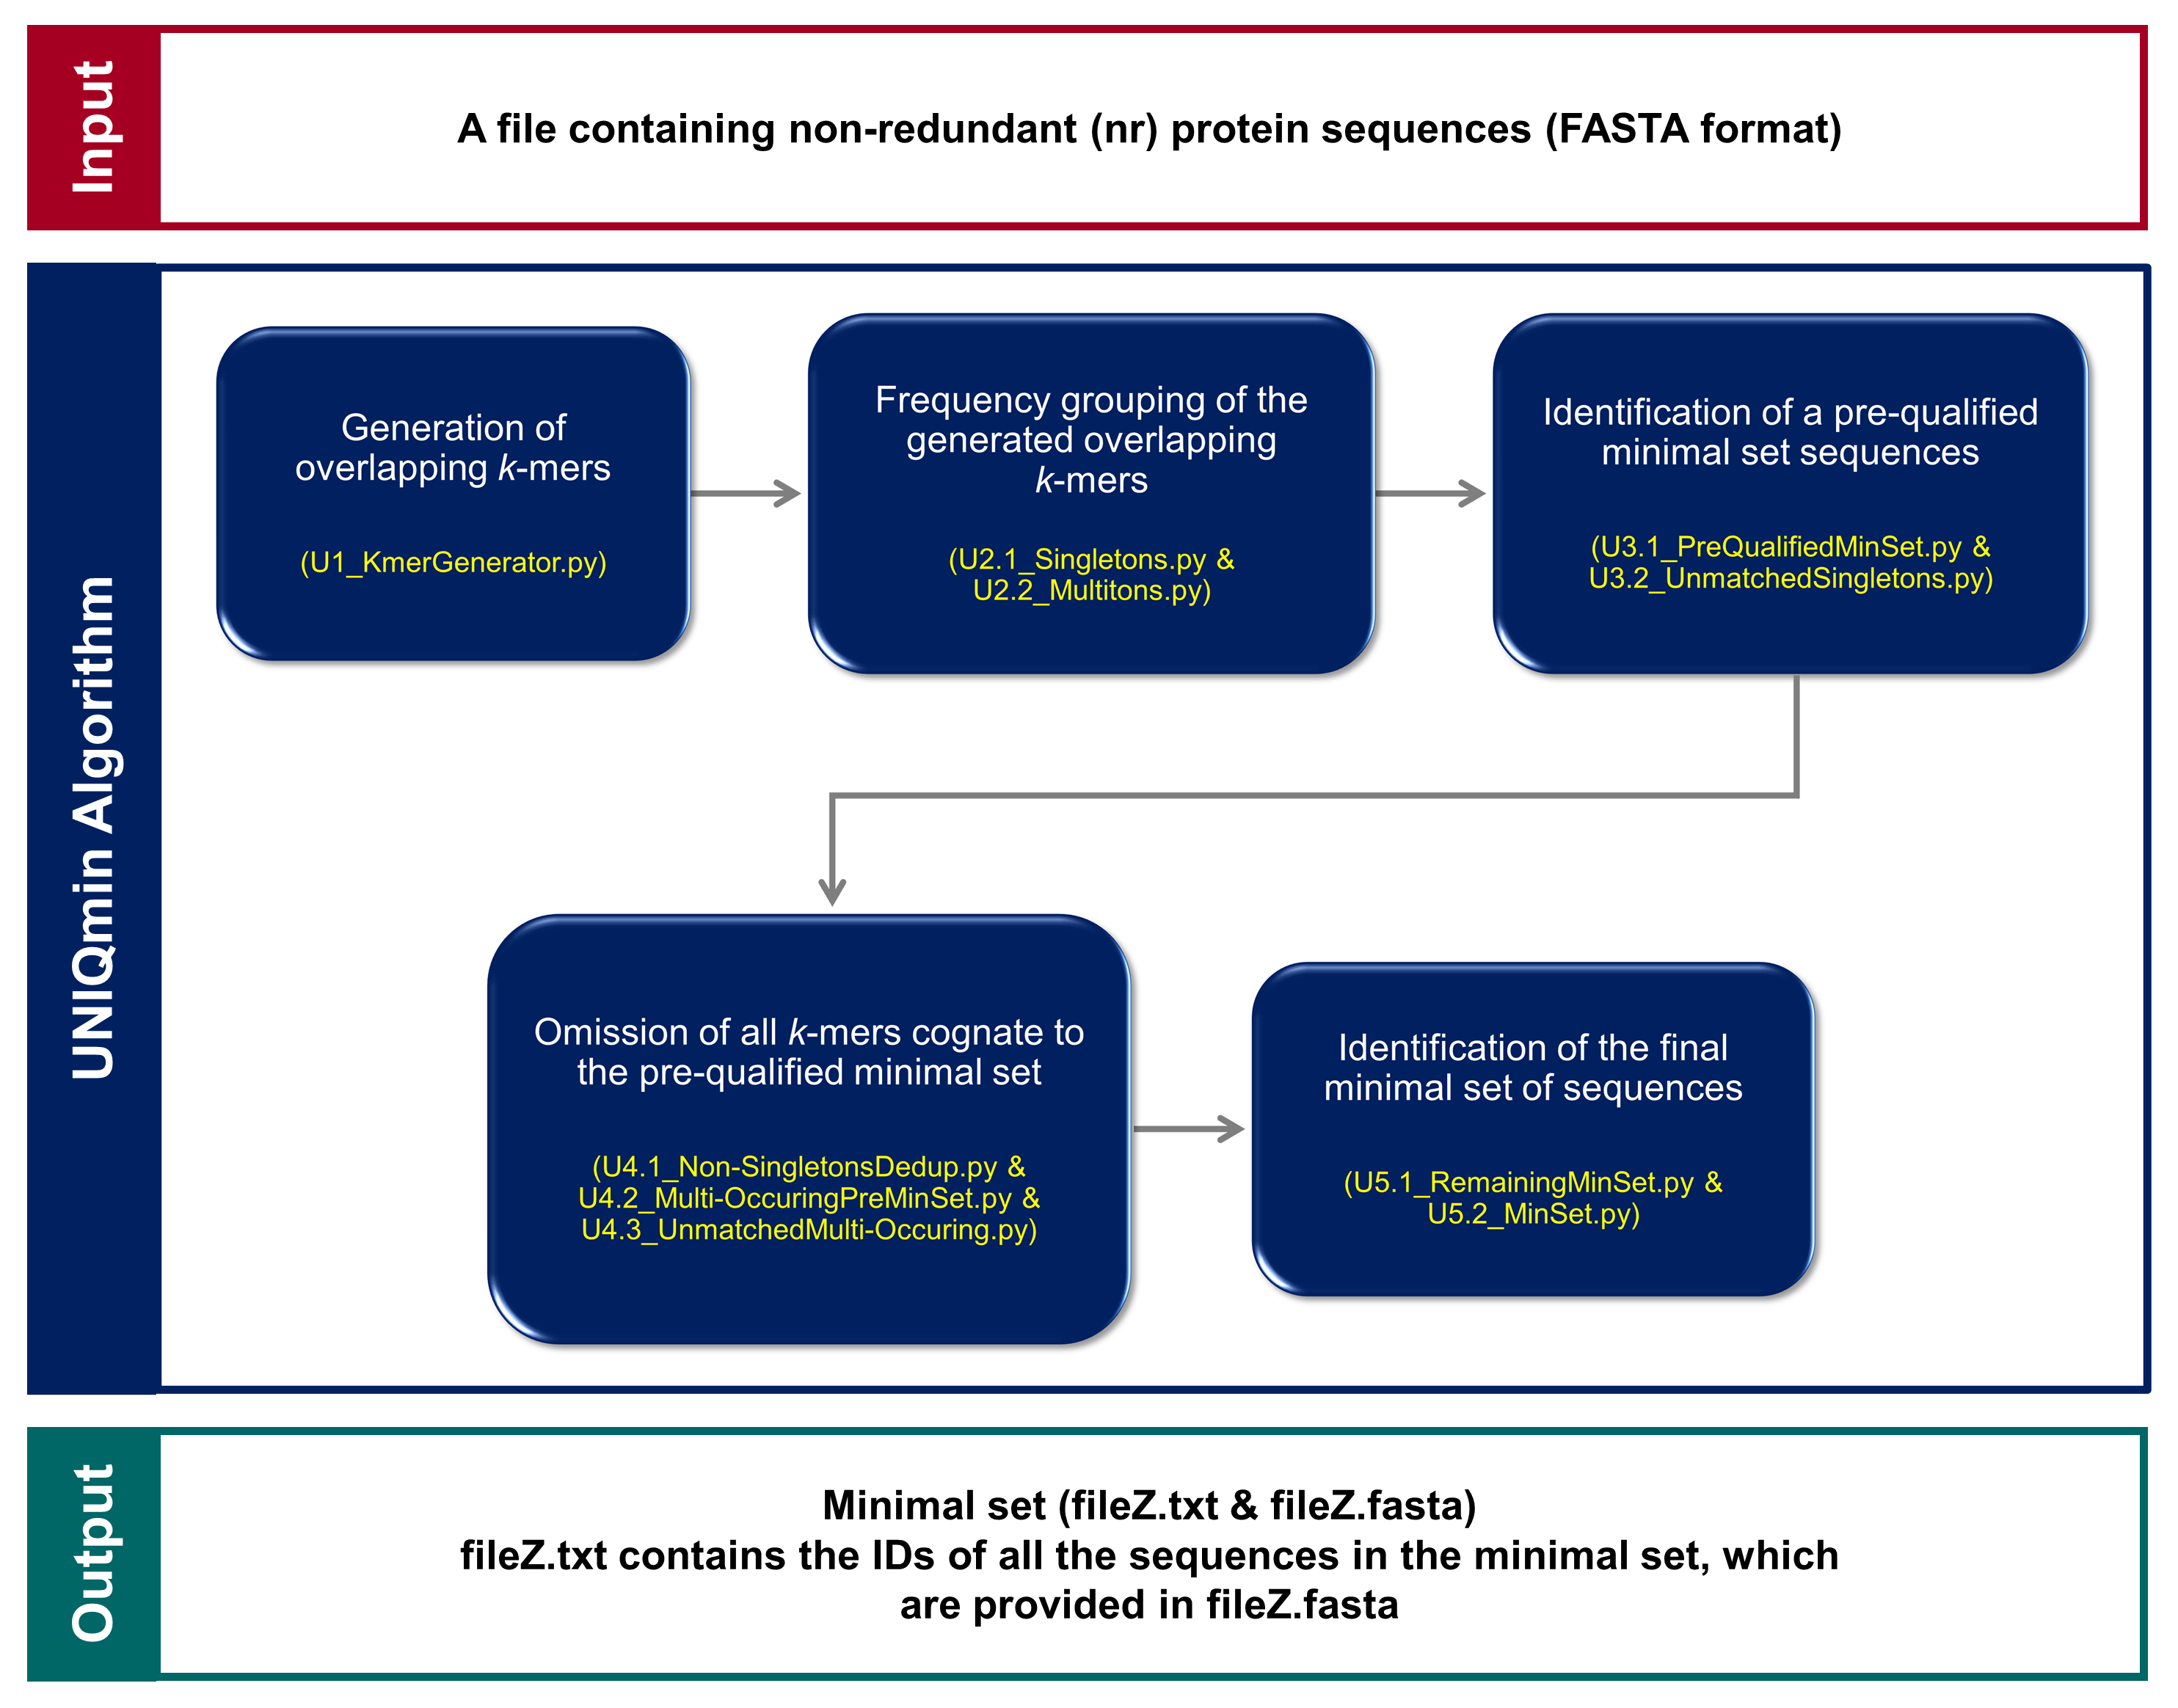 Input
A file containing non-redundant (nr) protein sequences (FASTA format)
UNIQmin Algorithm
Generation of
overlapping k-mers
(U1_KmerGenerator.py)
Frequency grouping of the
generated overlapping
k-mers
(U2.1_Singletons.py &
U2.2_Multitons.py)
Identification of a pre-qualified
minimal set sequences
(U3.1_PreQualifiedMinSet.py &
U3.2_UnmatchedSingletons.py)
Omission of all k-mers cognate to
the pre-qualified minimal set
(U4.1_Non-SingletonsDedup.py &
U4.2_Multi-OccuringPreMinSet.py &
U4.3_UnmatchedMulti-Occuring.py)
Identification of the final
minimal set of sequences
(U5.1_RemainingMinSet.py &
U5.2_MinSet.py)
Output
Minimal set (fileZ.txt & fileZ.fasta)
fileZ.txt contains the IDs of all the sequences in the minimal set, which
are provided in fileZ.fasta